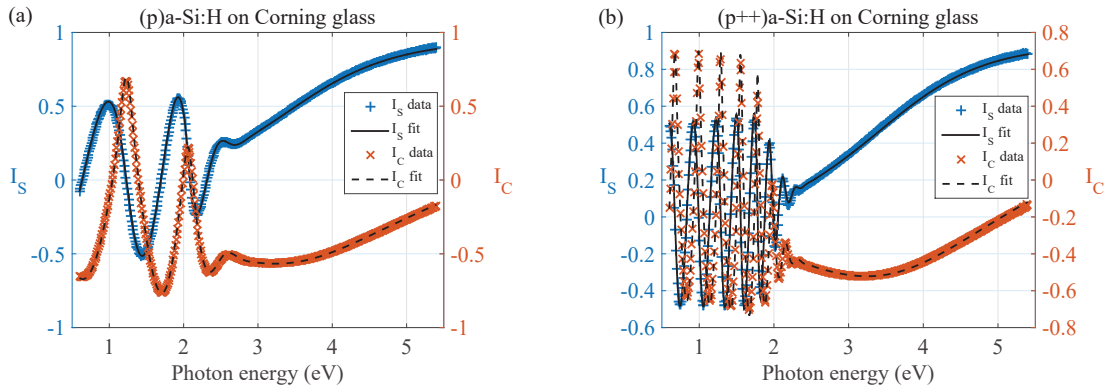 (a)
(p)a-Si:H on Corning glass
1
0.5
0
-0.5
-1
I_S
1
0.5
0
-0.5
-1
I_C
I_S data
I_S fit
I_C data
I_C fit
1 2 3 4 5
Photon energy (eV)
(b)
(p++)a-Si:H on Corning glass
1
0.8
0.6
0.4
0.2
0
-0.2
-0.4
-0.6
I_S
0.8
0.6
0.4
0.2
0
-0.2
-0.4
-0.6
-0.8
I_C
I_S data
I_S fit
I_C data
I_C fit
1 2 3 4 5
Photon energy (eV)